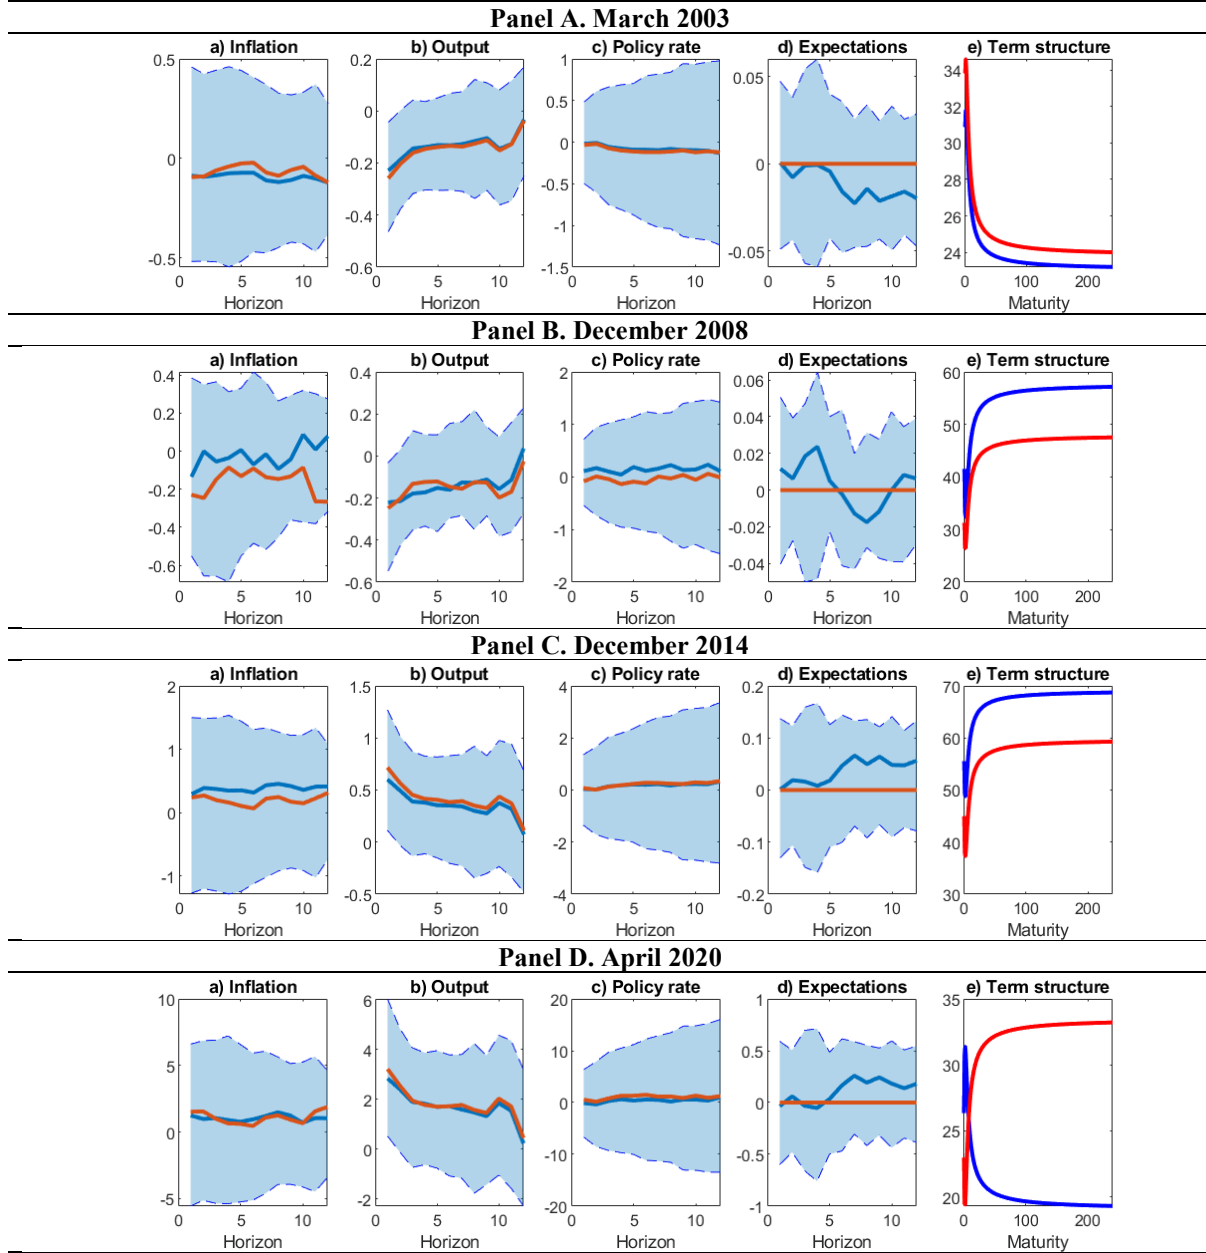 Panel A. March 2003
a) Inflation b) Output c) Policy rate d) Expectations e) Term structure
0.5 0 -0.5
0.2 0 -0.2 -0.4 -0.6
1 0.5 0 -0.5 -1 -1.5
0.05 0 -0.05
34 32 30 28 26 24
0 5 10 0 5 10 0 5 10 0 5 10 0 100 200
Horizon Horizon Horizon Horizon Maturity
Panel B. December 2008
a) Inflation b) Output c) Policy rate d) Expectations e) Term structure
0.4 0.2 0 -0.2 -0.4 -0.6
0.4 0.2 0 -0.2 -0.4 -0.6
2 1 0 -1 -2
0.06 0.04 0.02 0 -0.02 -0.04
60 50 40 30 20
0 5 10 0 5 10 0 5 10 0 5 10 0 100 200
Horizon Horizon Horizon Horizon Maturity
Panel C. December 2014
a) Inflation b) Output c) Policy rate d) Expectations e) Term structure
2 1 0 -1
1.5 1 0.5 0 -0.5
4 2 0 -2 -4
0.2 0.1 0 -0.1 -0.2
70 60 50 40 30
0 5 10 0 5 10 0 5 10 0 5 10 0 100 200
Horizon Horizon Horizon Horizon Maturity
Panel D. April 2020
a) Inflation b) Output c) Policy rate d) Expectations e) Term structure
10 5 0 -5
6 4 2 0 -2
20 10 0 -10 -20
1 0.5 0 -0.5 -1
35 30 25 20
0 5 10 0 5 10 0 5 10 0 5 10 0 100 200
Horizon Horizon Horizon Horizon Maturity